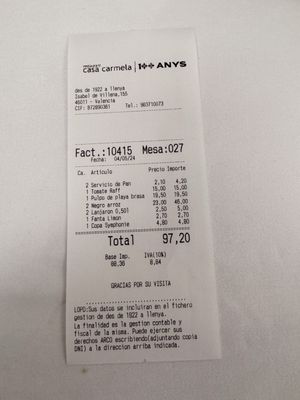 RESTAURANTE
casa carmela | 100 ANYS
des de 1922 a llenya
Isabel de Villena,155
46011 - Valencia
CIF: B72890361 Tel: 963710073
Fact.:10415 Mesa:027
Fecha: 04/05/24
Ca. Articulo Precio Importe
2 Servicio de Pan 2,10 4,20
1 Tomate Raff 15,00 15,00
1 Pulpo de playa brasa 19,50 19,50
2 Negro arroz 23,00 46,00
2 Lanjaron 0,50l 2,50 5,00
1 Fanta Limon 2,70 2,70
1 Copa Symphonie 4,80 4,80
Total 97,20
Base Imp. IVA(10%)
88,36 8,84
GRACIAS POR SU VISITA
LOPD:Sus datos se incluiran en el fichero
gestion de des de 1922 a llenya.
La finalidad es la gestion contable y
fiscal de la misma. Puede ejercer sus
derechos ARCO escribiendo(adjuntando copia
DNI) a la direccion arriba indicada.